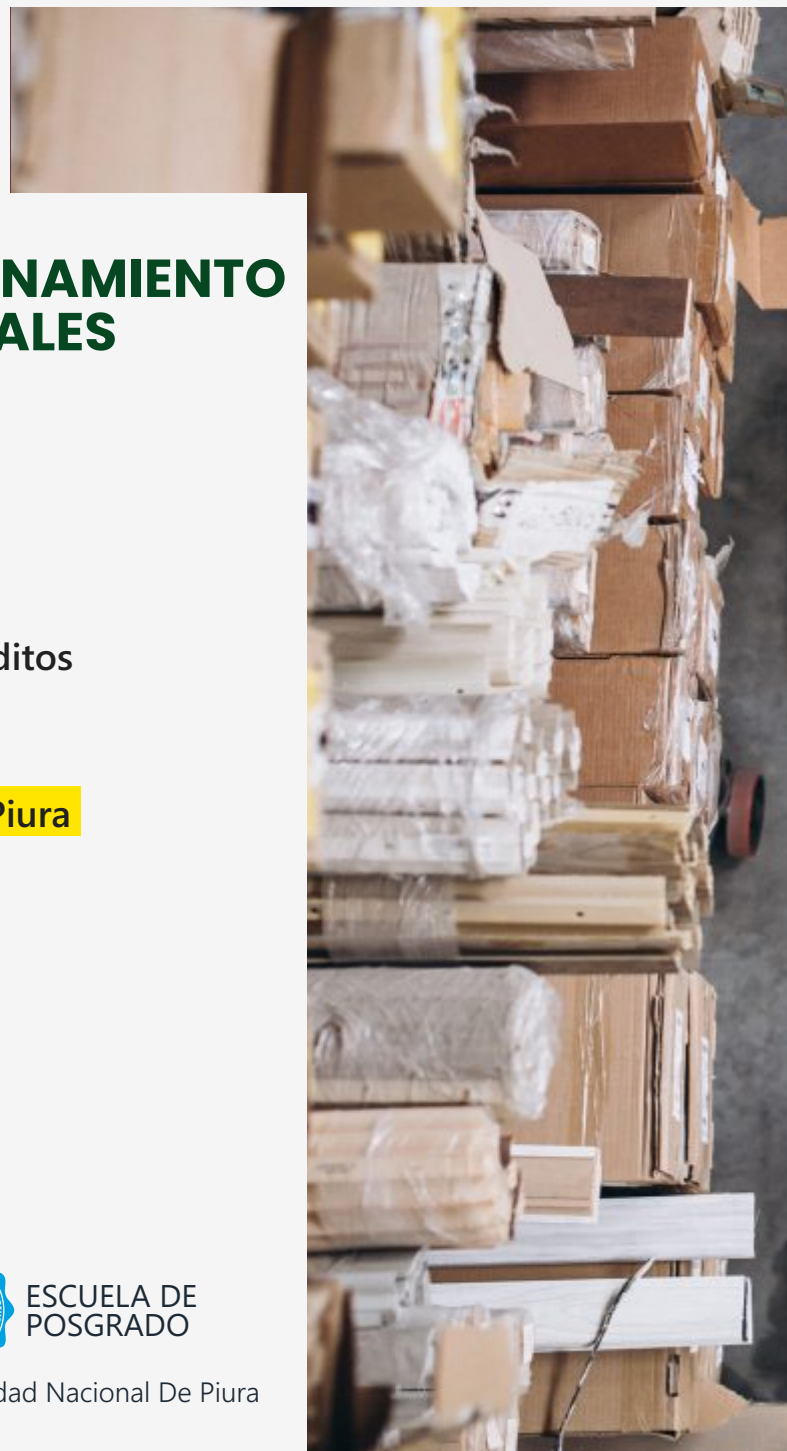 NAMIENTO
ALES
ditos
Piura
ESCUELA DE
POSGRADO
dad Nacional De Piura